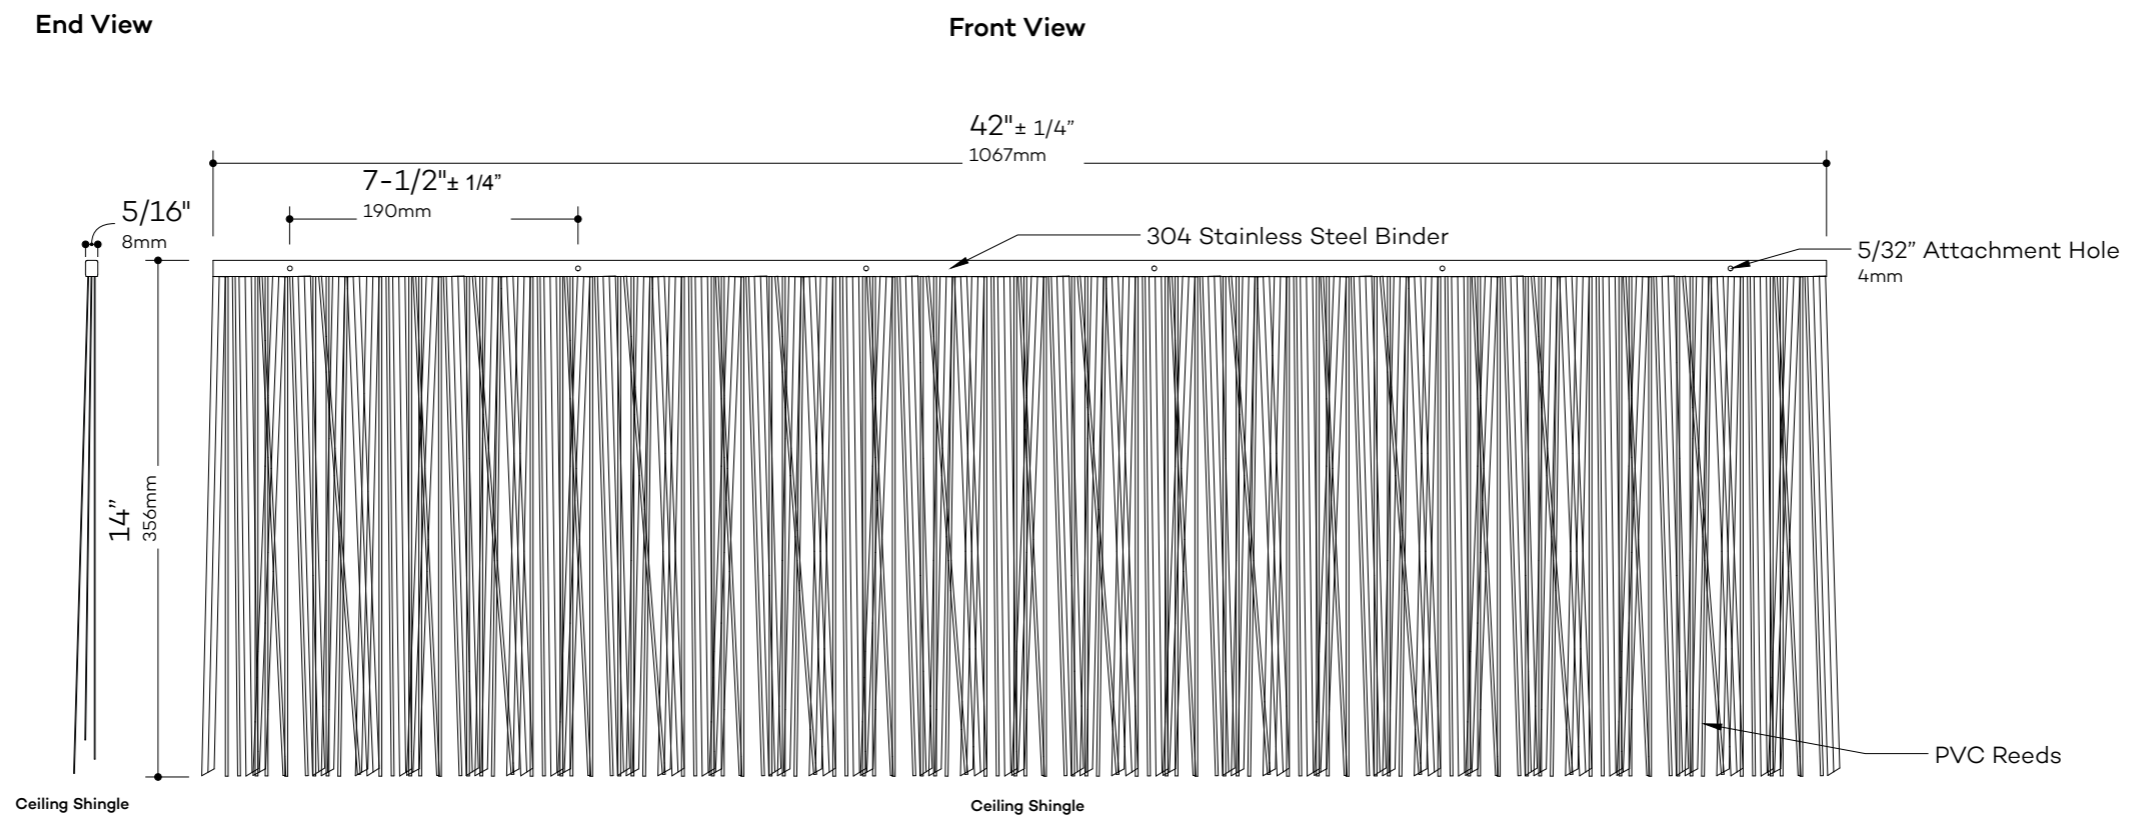 End View
Front View
42"± 1/4”
1067mm
7-1/2"± 1/4”
190mm
5/16"
8mm
304 Stainless Steel Binder
5/32” Attachment Hole
4mm
14”
356mm
PVC Reeds
Ceiling Shingle
Ceiling Shingle